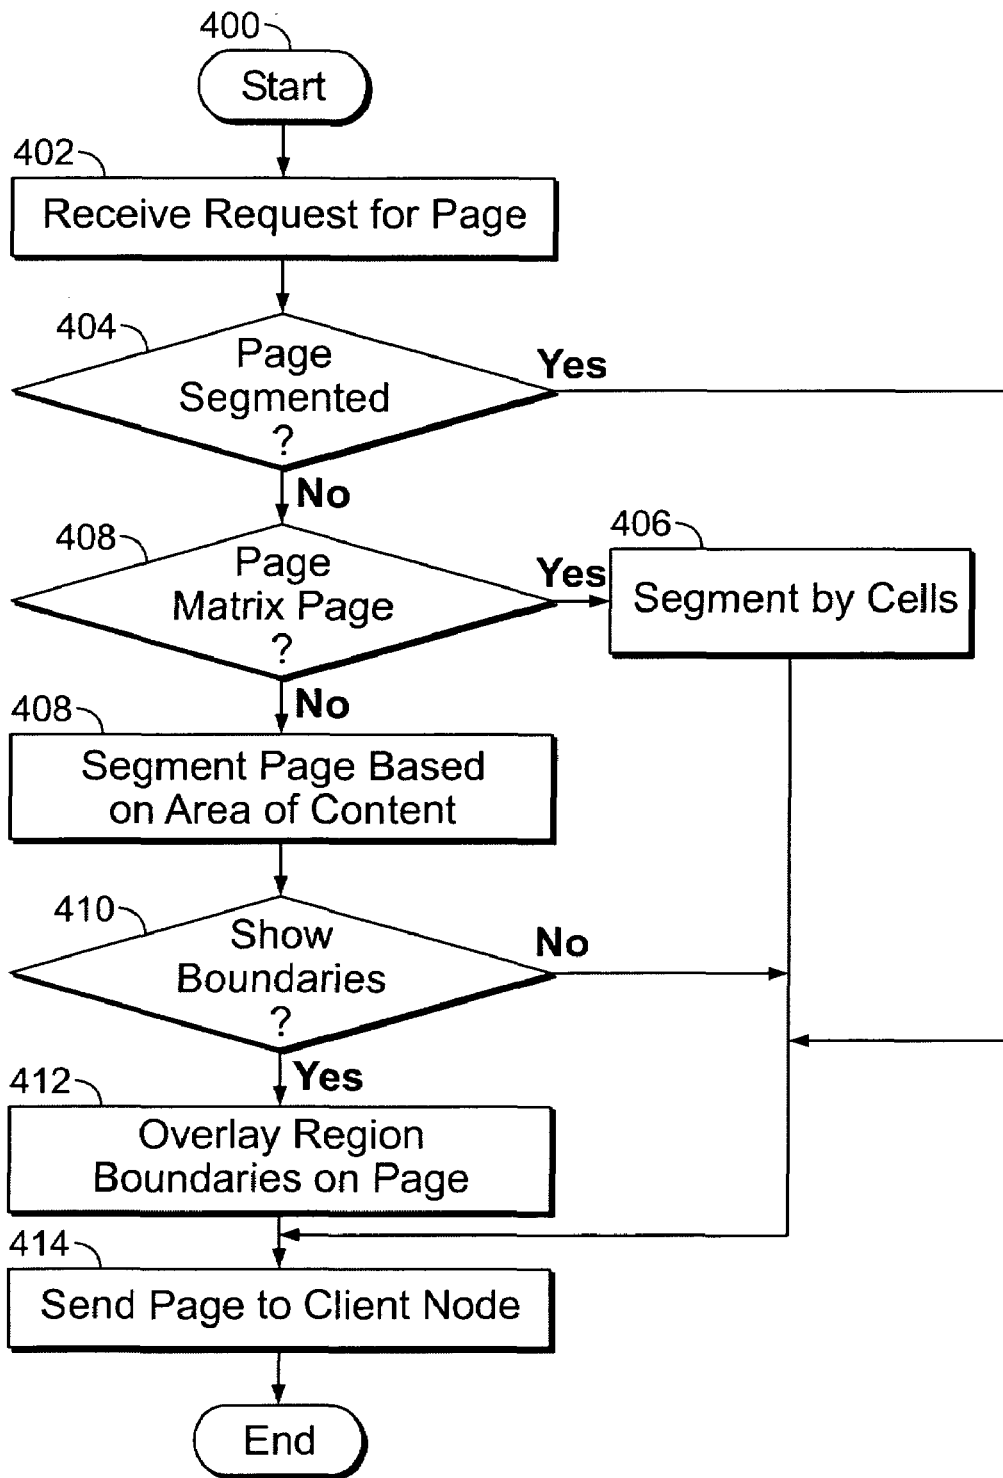 400
Start
402
Receive Request for Page
404
Page
Segmented
?
Yes
No
408
Page
Matrix Page
?
Yes
406
Segment by Cells
No
408
Segment Page Based
on Area of Content
410
Show
Boundaries
?
No
Yes
412
Overlay Region
Boundaries on Page
414
Send Page to Client Node
End